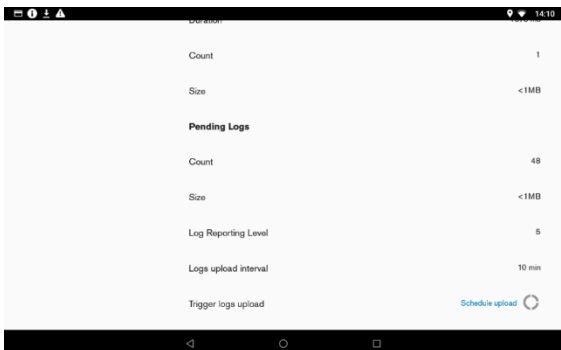 14:10
Duration
Count 1
Size <1MB
Pending Logs
Count 48
Size <1MB
Log Reporting Level 5
Logs upload interval 10 min
Trigger logs upload Schedule upload